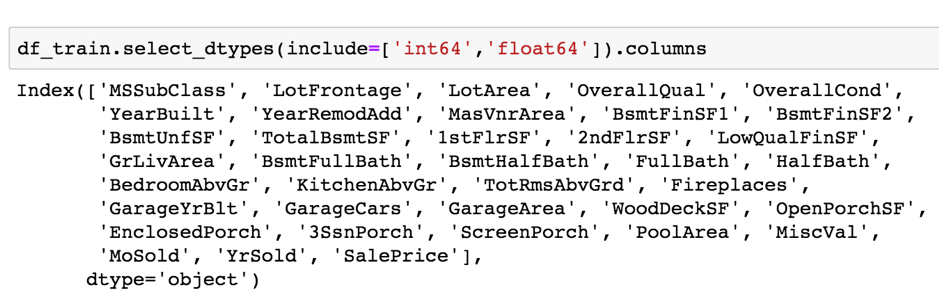 df_train.select_dtypes(include=['int64','float64']).columns
Index(['MSSubClass', 'LotFrontage', 'LotArea', 'OverallQual', 'OverallCond',
'YearBuilt', 'YearRemodAdd', 'MasVnrArea', 'BsmtFinSF1', 'BsmtFinSF2',
'BsmtUnfSF', 'TotalBsmtSF', '1stFlrSF', '2ndFlrSF', 'LowQualFinSF',
'GrLivArea', 'BsmtFullBath', 'BsmtHalfBath', 'FullBath', 'HalfBath',
'BedroomAbvGr', 'KitchenAbvGr', 'TotRmsAbvGrd', 'Fireplaces',
'GarageYrBlt', 'GarageCars', 'GarageArea', 'WoodDeckSF', 'OpenPorchSF',
'EnclosedPorch', '3SsnPorch', 'ScreenPorch', 'PoolArea', 'MiscVal',
'MoSold', 'YrSold', 'SalePrice'],
dtype='object')